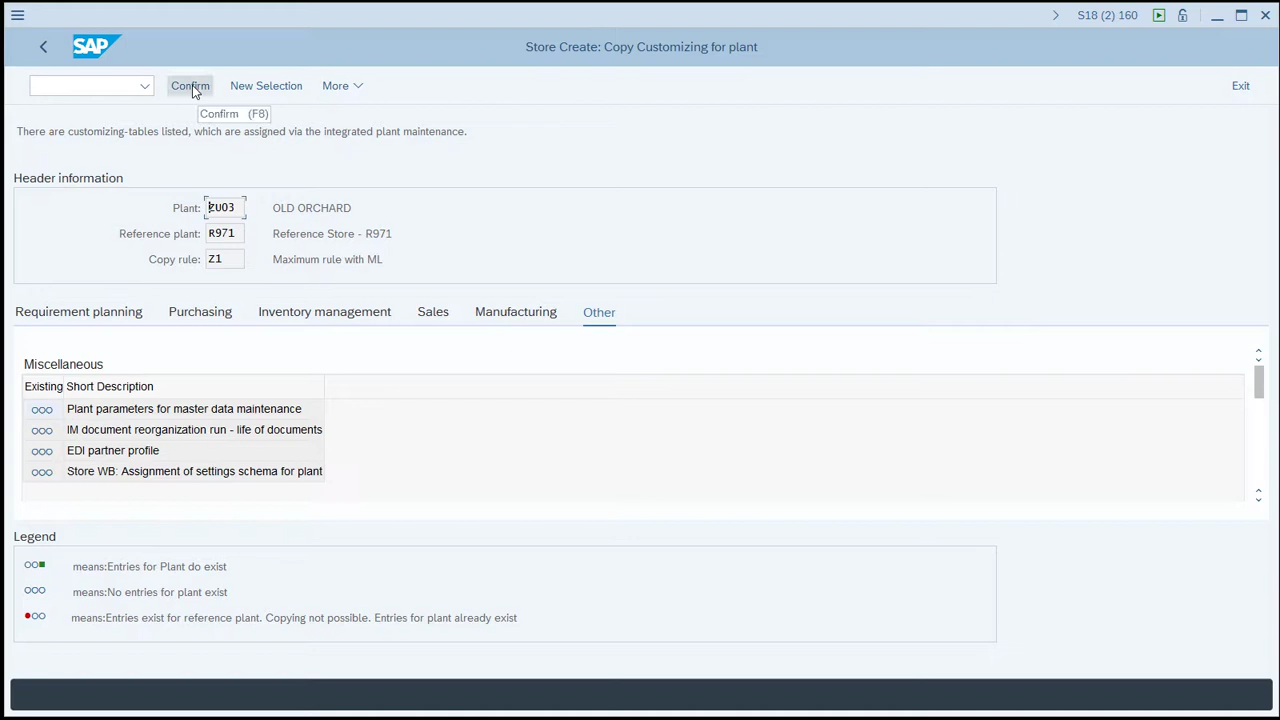 S18 (2) 160
SAP
Store Create: Copy Customizing for plant
Confirm
New Selection
More
Exit
Confirm (F8)
There are customizing-tables listed, which are assigned via the integrated plant maintenance.
Header information
Plant: ZU03 OLD ORCHARD
Reference plant: R971 Reference Store - R971
Copy rule: Z1 Maximum rule with ML
Requirement planning Purchasing Inventory management Sales Manufacturing Other
Miscellaneous
Existing Short Description
Plant parameters for master data maintenance
IM document reorganization run - life of documents
EDI partner profile
Store WB: Assignment of settings schema for plant
Legend
means:Entries for Plant do exist
means:No entries for plant exist
means:Entries exist for reference plant. Copying not possible. Entries for plant already exist